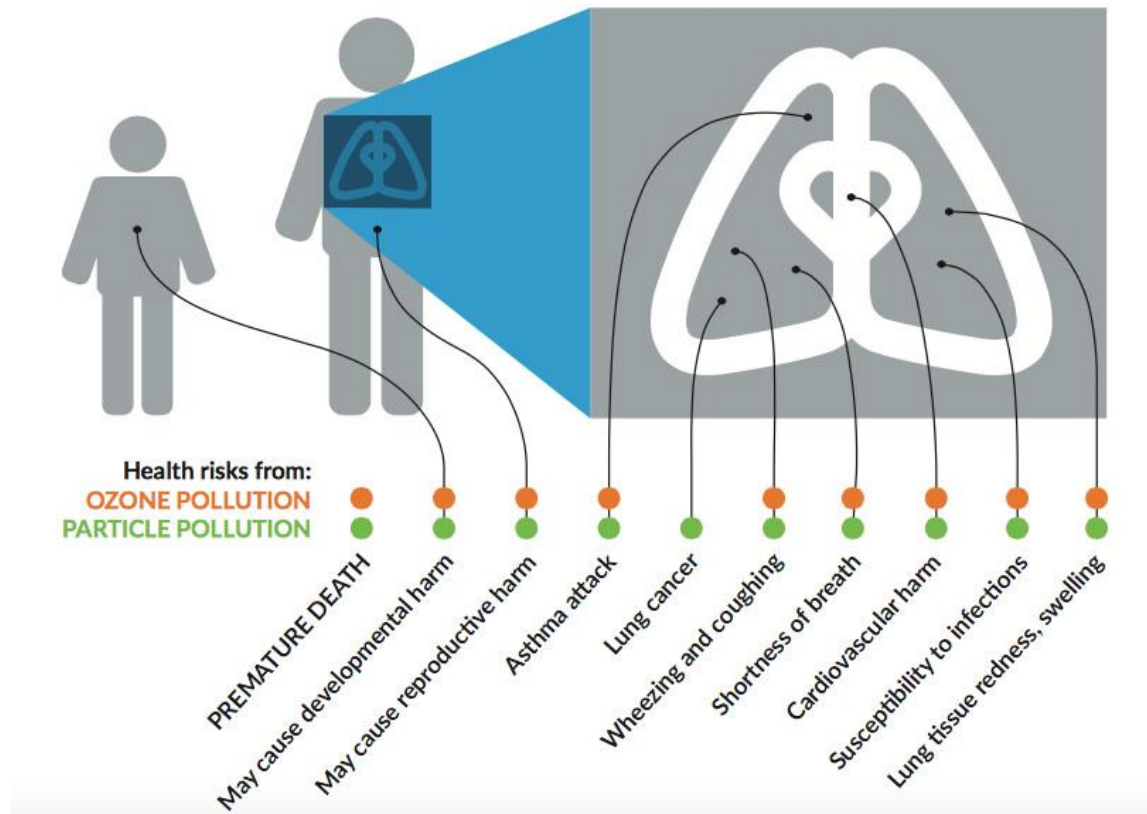 Health risks from:
OZONE POLLUTION
PARTICLE POLLUTION
PREMATURE DEATH
May cause developmental harm
May cause reproductive harm
Asthma attack
Lung cancer
Wheezing and coughing
Shortness of breath
Cardiovascular harm
Susceptibility to infections
Lung tissue redness, swelling